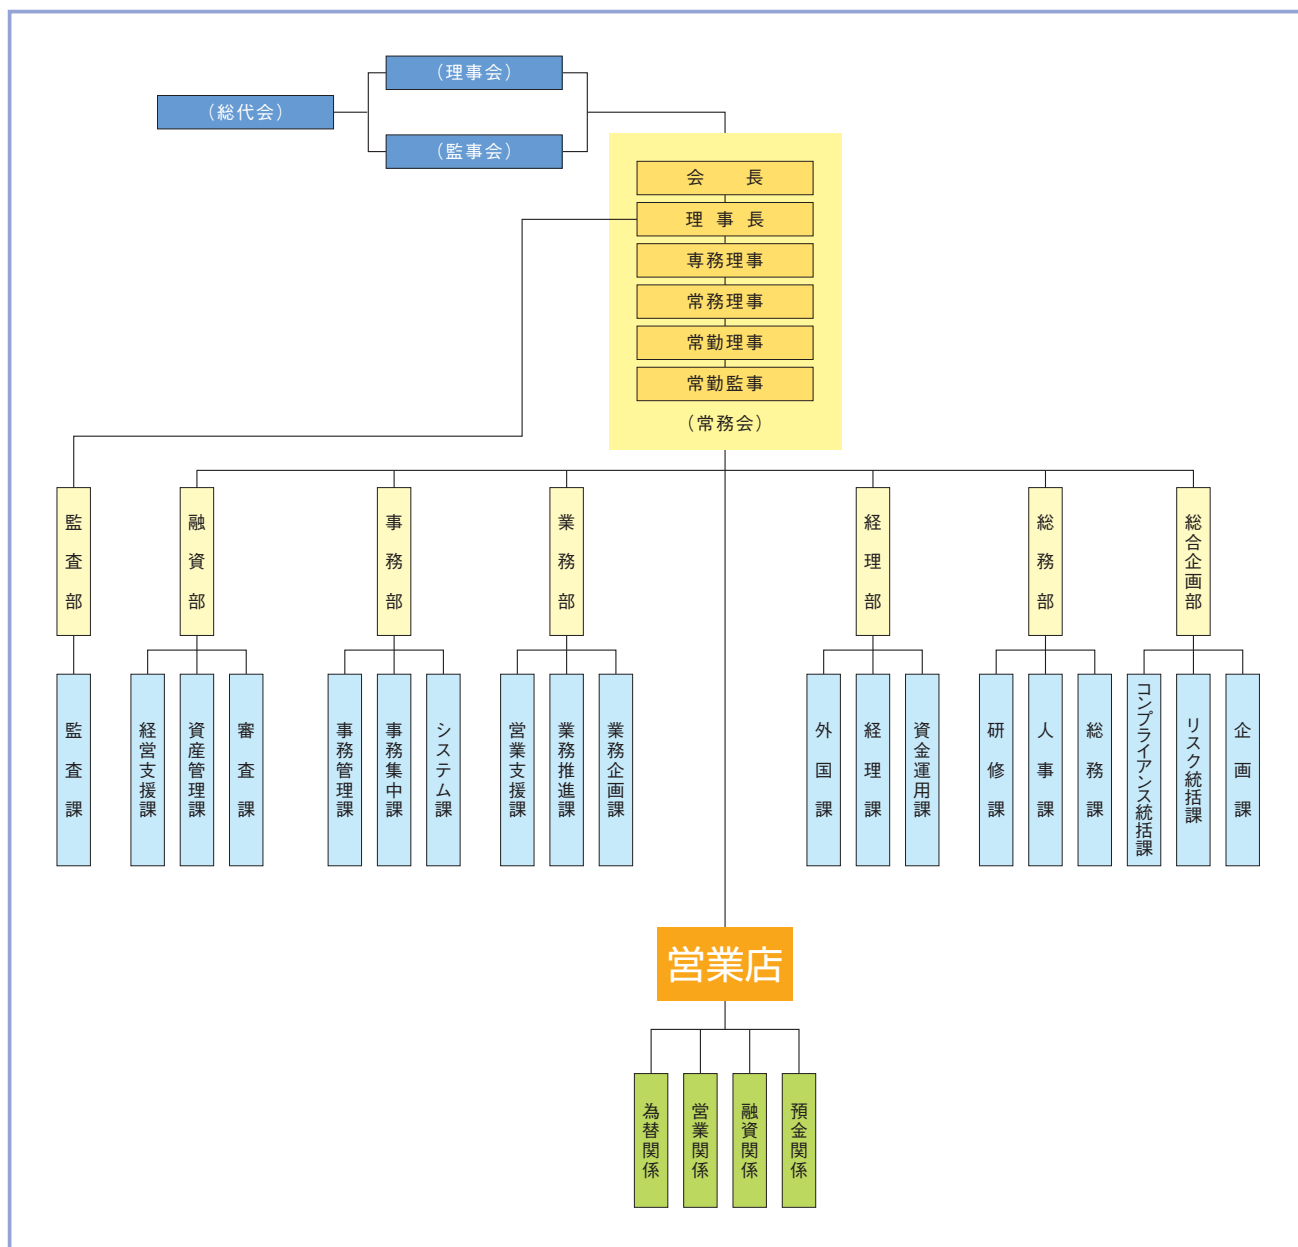 （理事会）
（総代会）
（監事会）
会　　長
理 事 長
専務理事
常務理事
常勤理事
常勤監事
（常務会）
監査部
融資部
事務部
業務部
経理部
総務部
総合企画部
監査課
経営支援課
資産管理課
審査課
事務管理課
事務集中課
システム課
営業支援課
業務推進課
業務企画課
外国課
経理課
資金運用課
研修課
人事課
総務課
コンプライアンス統括課
リスク統括課
企画課
営業店
為替関係
営業関係
融資関係
預金関係